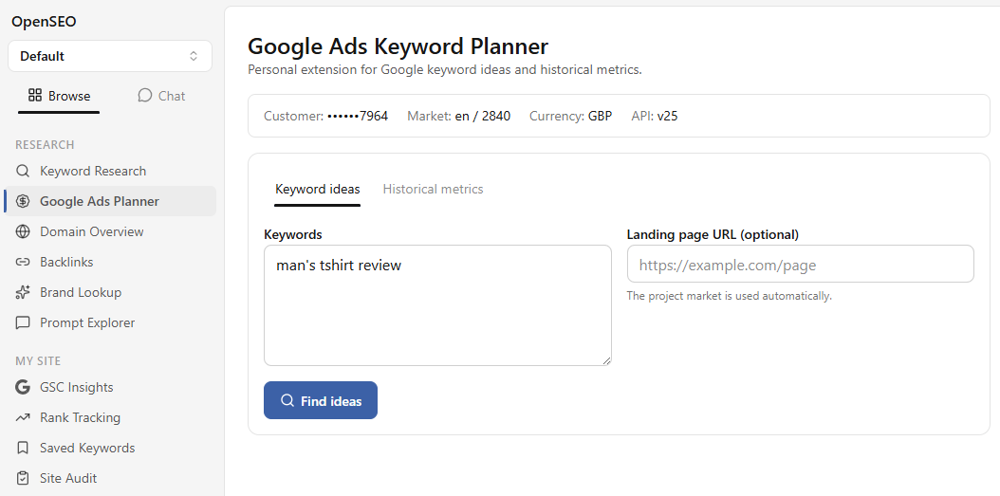 OpenSEO
Default
Browse
Chat
RESEARCH
Keyword Research
Google Ads Planner
Domain Overview
Backlinks
Brand Lookup
Prompt Explorer
MY SITE
GSC Insights
Rank Tracking
Saved Keywords
Site Audit
Google Ads Keyword Planner
Personal extension for Google keyword ideas and historical metrics.
Customer: ••••••7964 Market: en / 2840 Currency: GBP API: v25
Keyword ideas Historical metrics
Keywords
man's tshirt review
Find ideas
Landing page URL (optional)
https://example.com/page
The project market is used automatically.